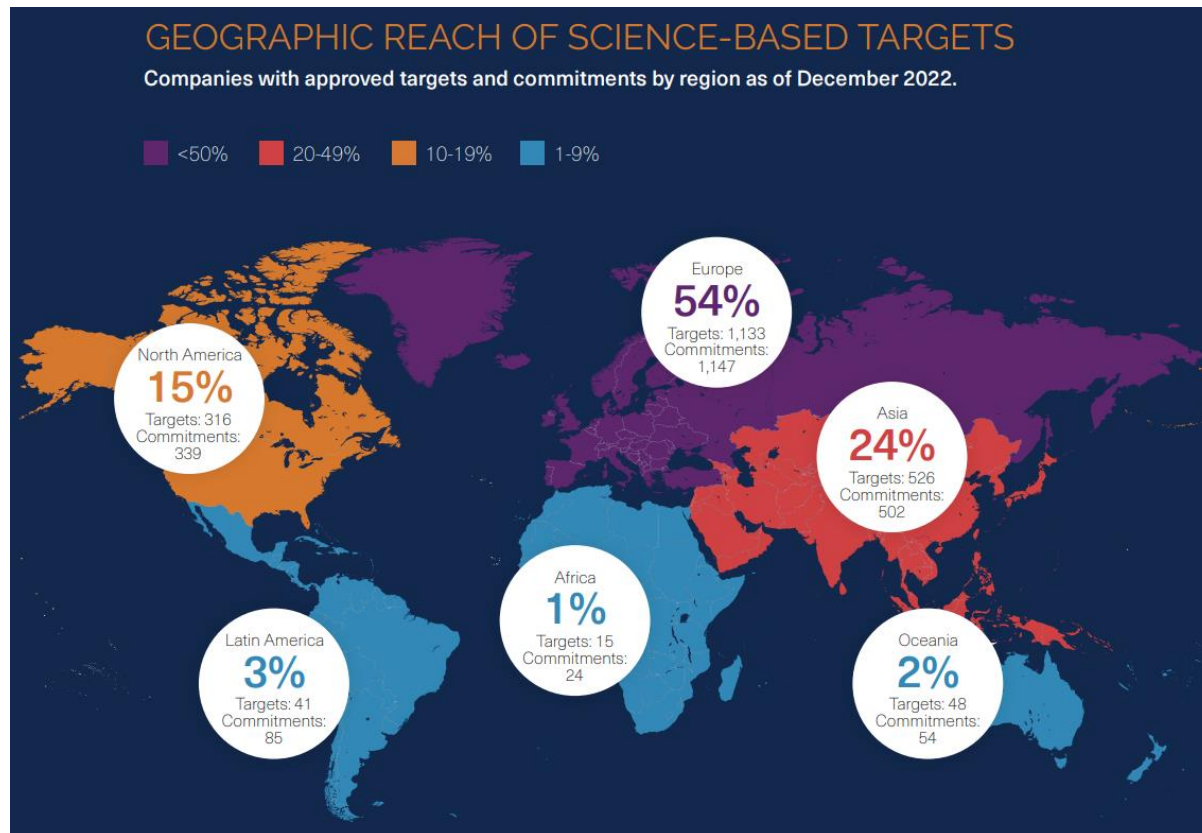 GEOGRAPHIC REACH OF SCIENCE-BASED TARGETS
Companies with approved targets and commitments by region as of December 2022.
<50% 20-49% 10-19% 1-9%
Europe
54%
Targets: 1,133
Commitments:
1,147
North America
15%
Targets: 316
Commitments:
339
Asia
24%
Targets: 526
Commitments:
502
Africa
1%
Targets: 15
Commitments:
24
Latin America
3%
Targets: 41
Commitments:
85
Oceania
2%
Targets: 48
Commitments:
54